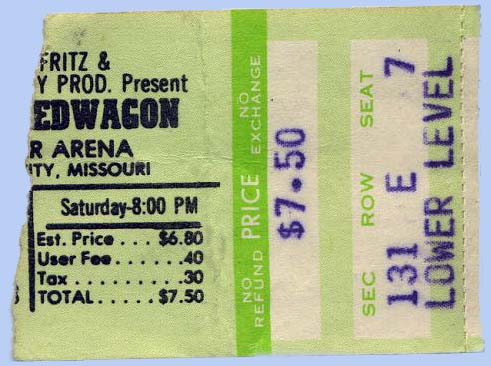 FRITZ &
Y PROD. Present
EDWAGON
R ARENA
ITY, MISSOURI
Saturday-8:00 PM
Est. Price . . . $6.80
User Fee . . . . .40
Tax . . . . . . . .30
TOTAL . . . . $7.50
NO REFUND PRICE NO EXCHANGE
$7.50
SEC ROW SEAT
131 E 7
LOWER LEVEL